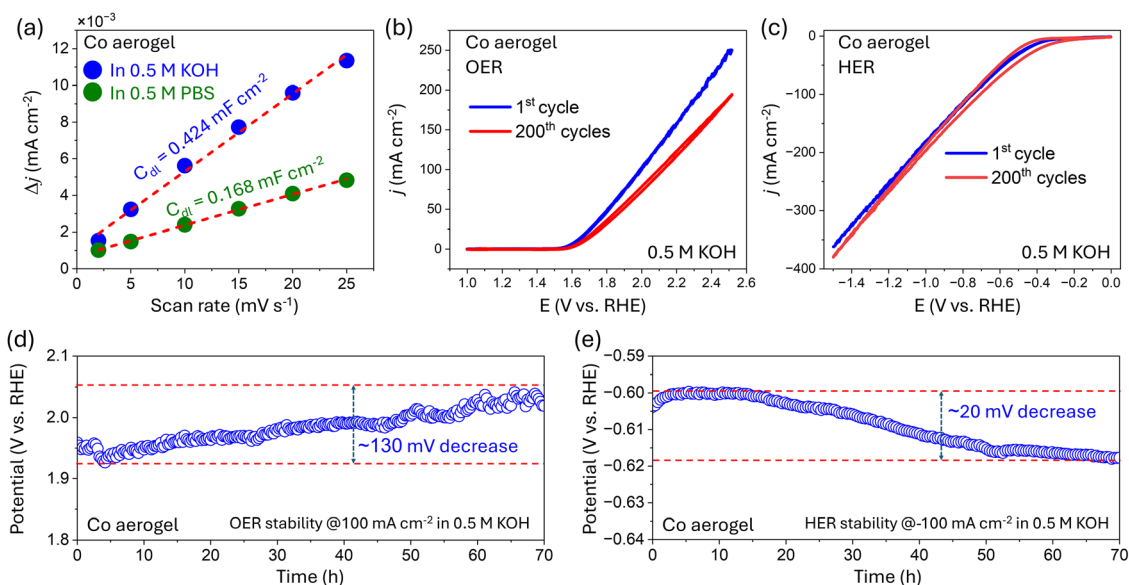 (a)
×10⁻³
Co aerogel
In 0.5 M KOH
In 0.5 M PBS
C_dl = 0.424 mF cm⁻²
C_dl = 0.168 mF cm⁻²
12
10
8
6
4
2
0
Δj (mA cm⁻²)
0 5 10 15 20 25
Scan rate (mV s⁻¹)
(b)
Co aerogel
OER
1st cycle
200th cycles
0.5 M KOH
250
200
150
100
50
0
j (mA cm⁻²)
1.0 1.2 1.4 1.6 1.8 2.0 2.2 2.4 2.6
E (V vs. RHE)
(c)
Co aerogel
HER
1st cycle
200th cycles
0.5 M KOH
0
−100
−200
−300
−400
j (mA cm⁻²)
−1.5 −1.2 −0.9 −0.6 −0.3 0.0
E (V vs. RHE)
(d)
2.1
2.0
1.9
1.8
Potential (V vs. RHE)
~130 mV decrease
Co aerogel
OER stability @100 mA cm⁻² in 0.5 M KOH
0 10 20 30 40 50 60 70
Time (h)
(e)
−0.59
−0.60
−0.61
−0.62
−0.63
−0.64
Potential (V vs. RHE)
~20 mV decrease
Co aerogel
HER stability @-100 mA cm⁻² in 0.5 M KOH
0 10 20 30 40 50 60 70
Time (h)